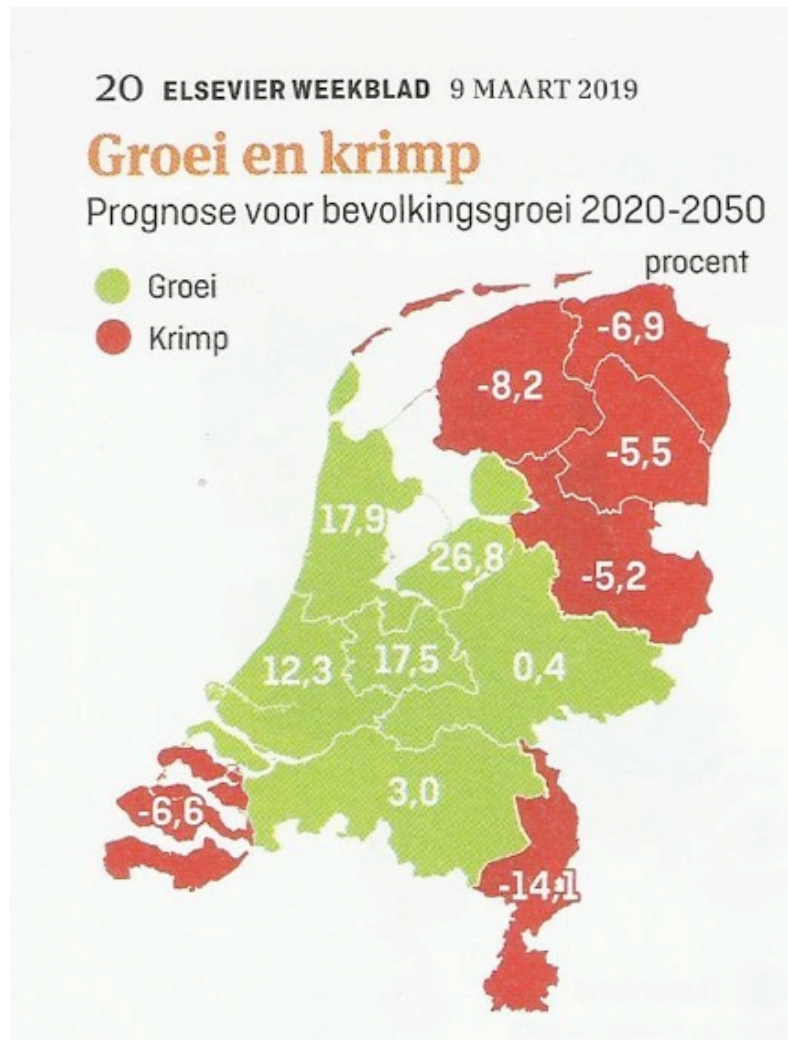 20 ELSEVIER WEEKBLAD 9 MAART 2019
Groei en krimp
Prognose voor bevolkingsgroei 2020-2050
procent
Groei
Krimp
-6,9
-8,2
-5,5
17,9
26,8
-5,2
12,3
17,5
0,4
3,0
-6,6
-14,1